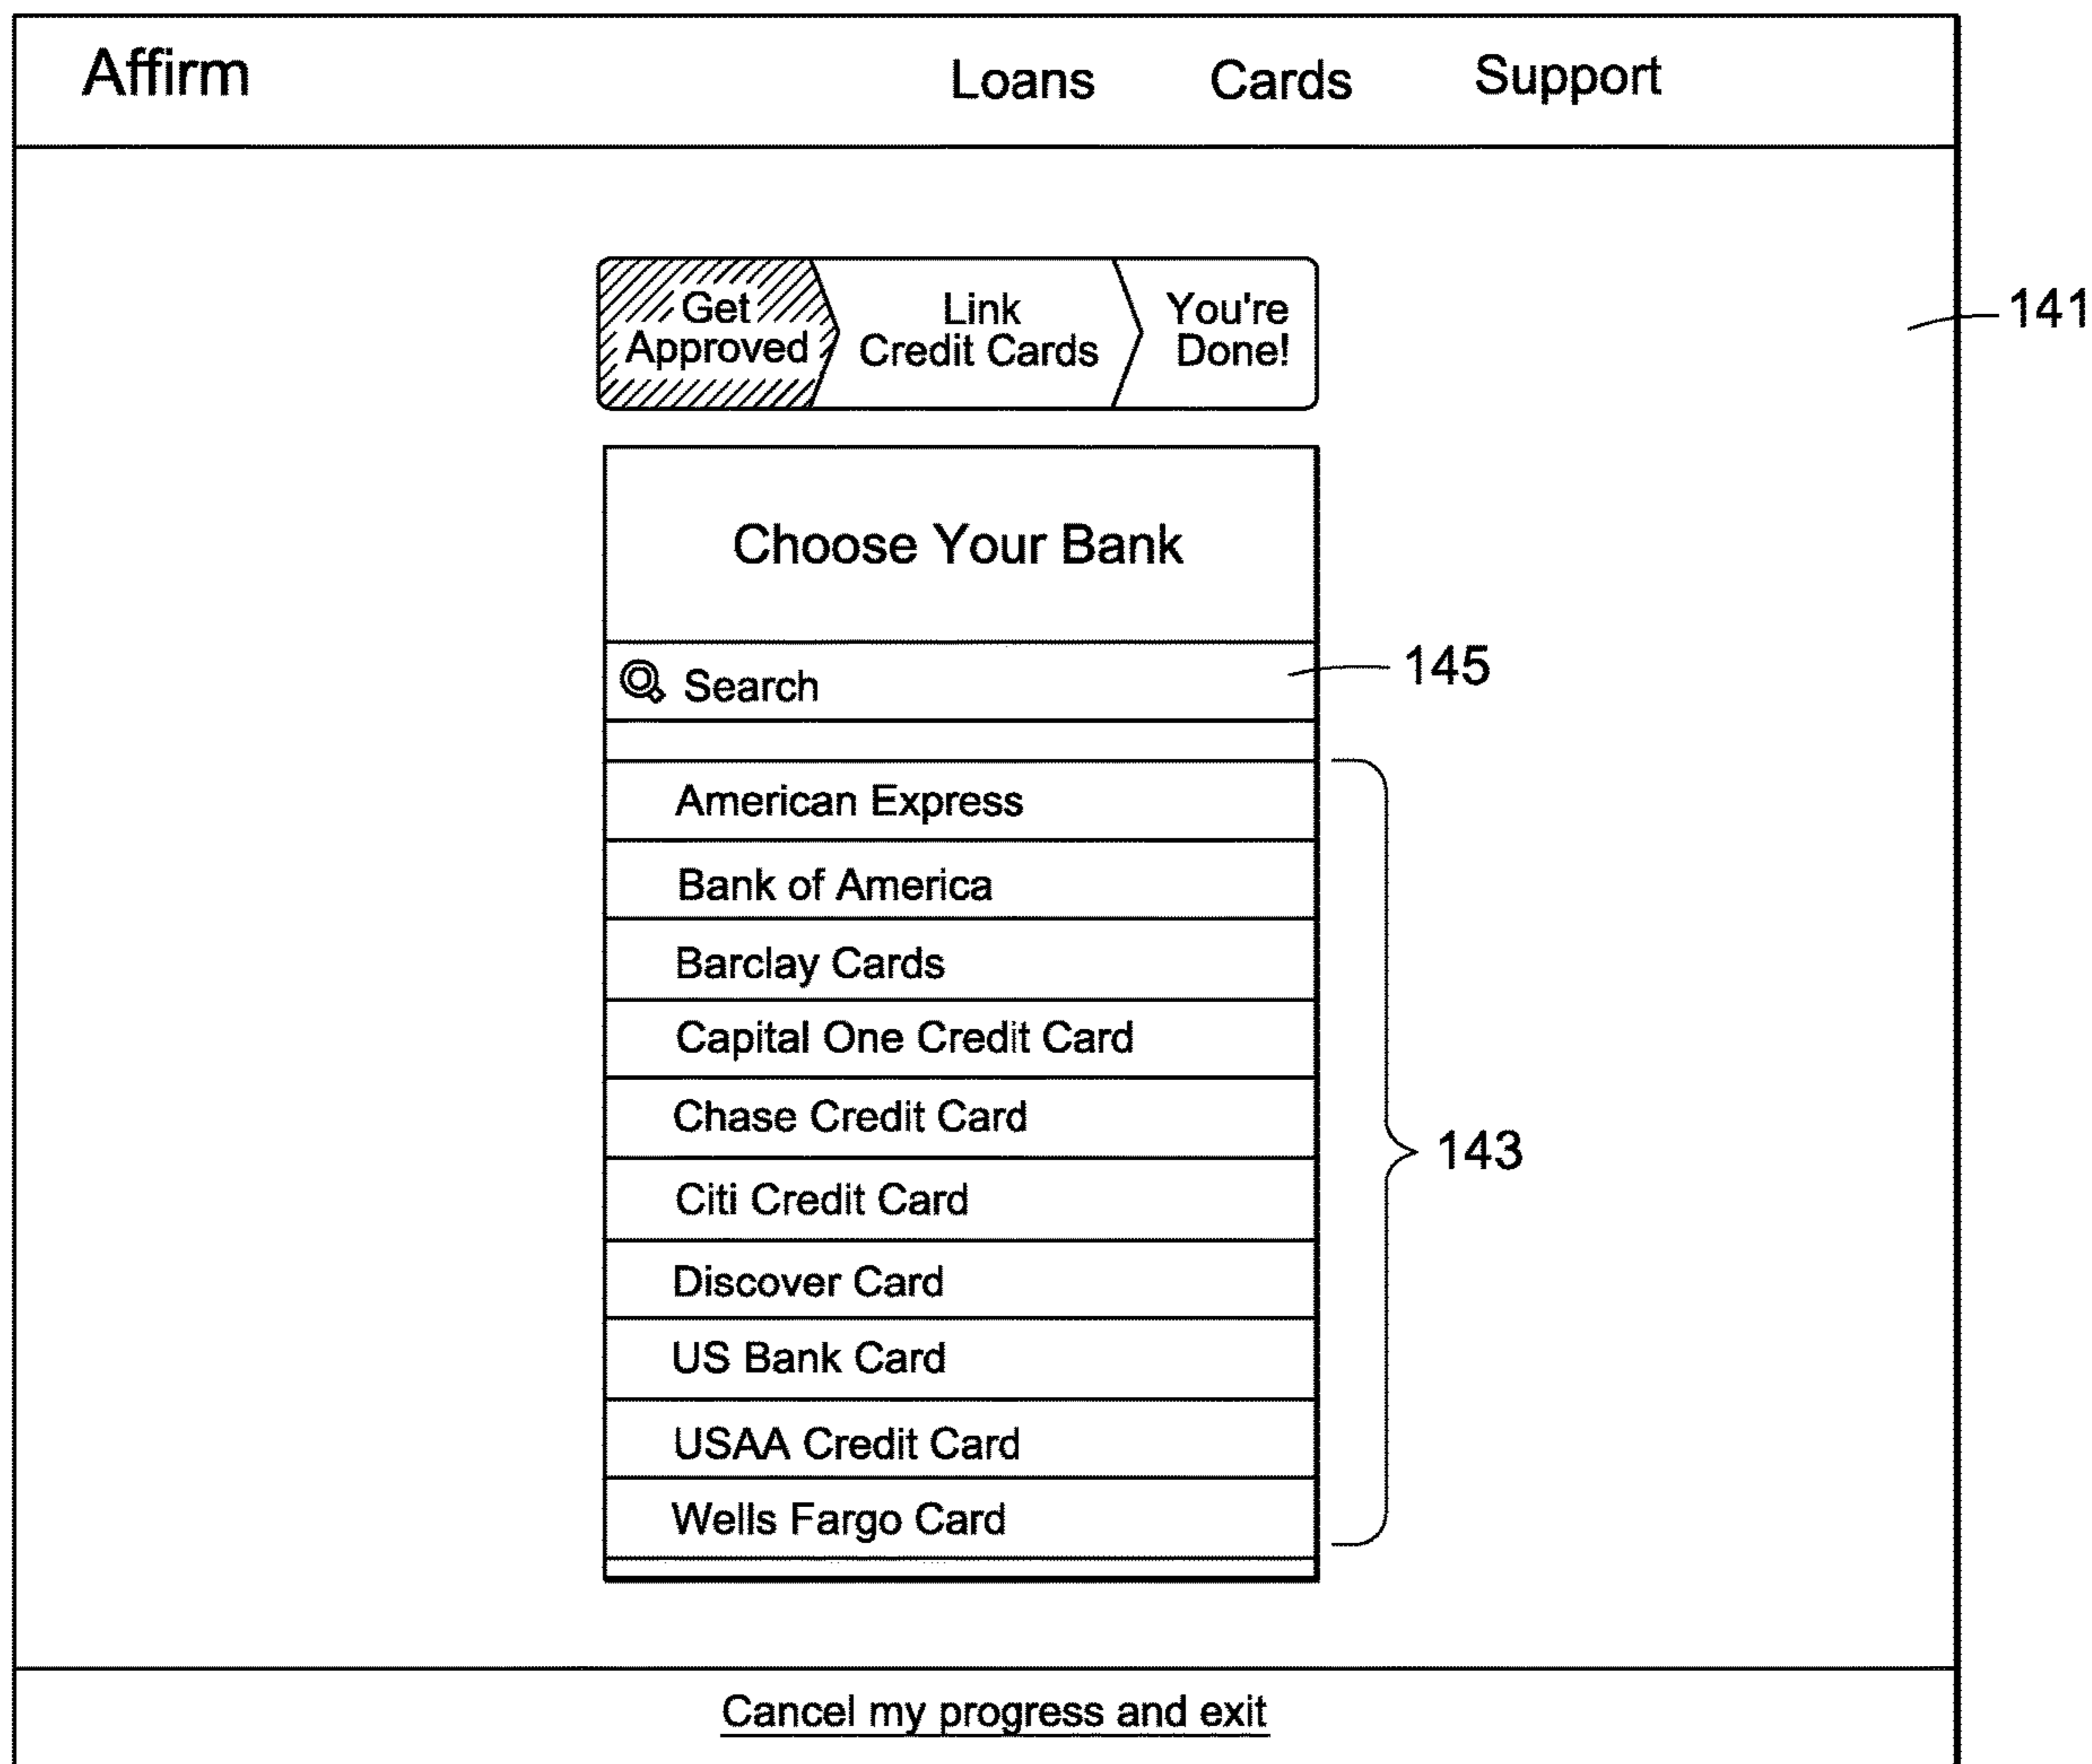 Affirm Loans Cards Support
Get Approved
Link Credit Cards
You're Done!
141
Choose Your Bank
Search
145
American Express
Bank of America
Barclay Cards
Capital One Credit Card
Chase Credit Card
143
Citi Credit Card
Discover Card
US Bank Card
USAA Credit Card
Wells Fargo Card
Cancel my progress and exit